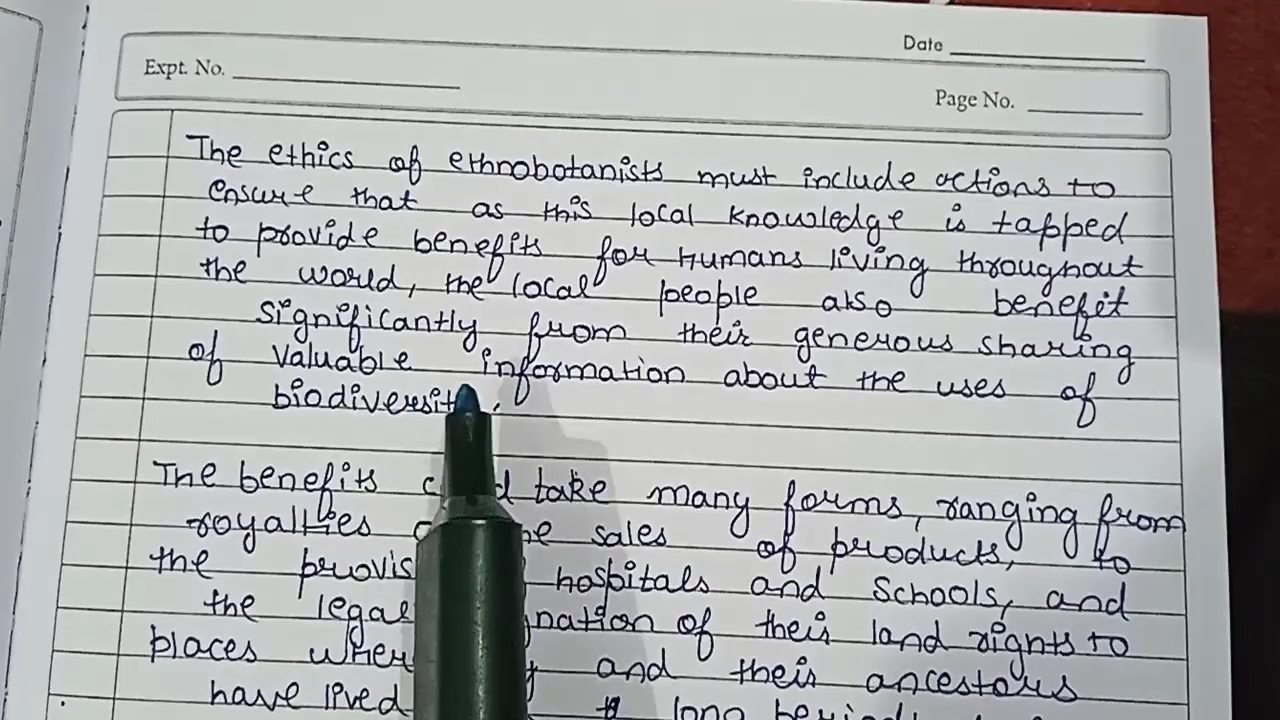 Date
Expt. No.
Page No.
The ethics of ethnobotanists must include actions to
ensure that as this local knowledge is tapped
to provide benefits for humans living throughout
the world, the local people also benefit
significantly from their generous sharing
of valuable information about the uses of
The benefits take many forms, ranging from
royalties sales of products, to
the hospitals and schools, and
the legal of their land rights to
places and their ancestors
have lived long